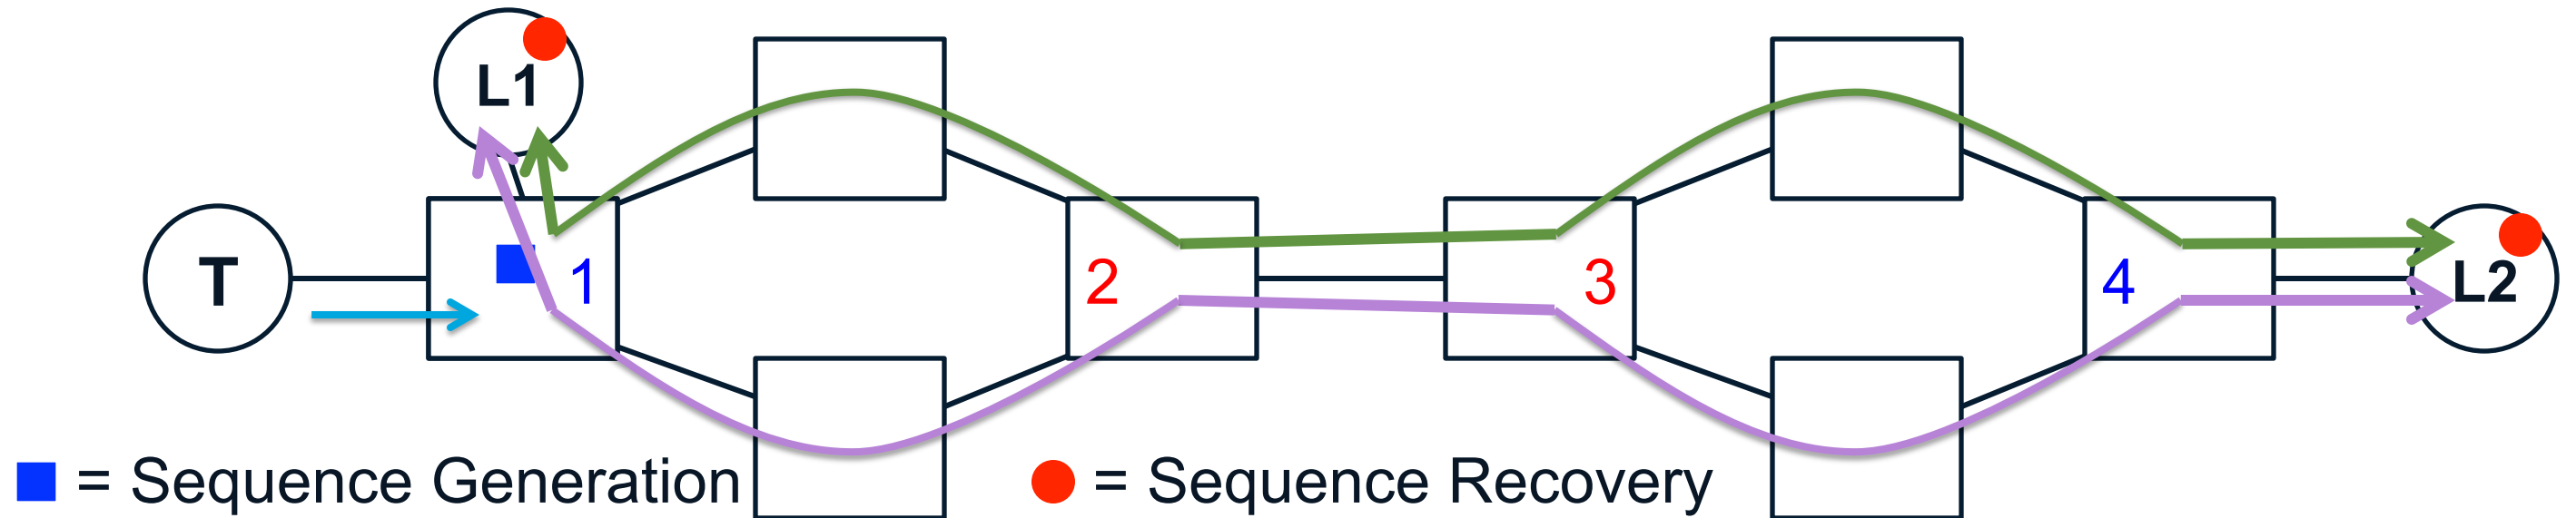 L1
T
1
2
3
4
L2
= Sequence Generation
= Sequence Recovery